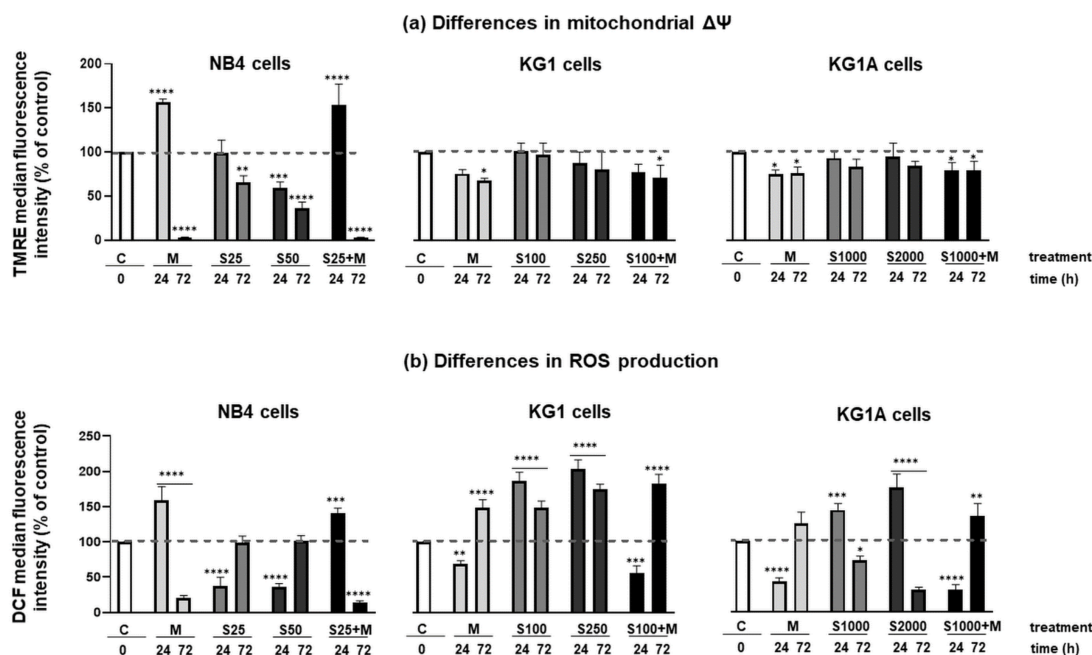 (a) Differences in mitochondrial ΔΨ
NB4 cells
KG1 cells
KG1A cells
TMRE median fluorescence
intensity (% of control)
200
150
100
50
0
**** **** ** *** **** **** ****
* *
* * * *
C M S25 S50 S25+M
0 24 72 24 72 24 72 24 72
C M S100 S250 S100+M
0 24 72 24 72 24 72 24 72
C M S1000 S2000 S1000+M treatment
0 24 72 24 72 24 72 24 72 time (h)
(b) Differences in ROS production
NB4 cells
KG1 cells
KG1A cells
DCF median fluorescence
intensity (% of control)
250
200
150
100
50
0
**** **** **** *** ****
** **** **** **** *** ****
**** *** * **** **** **
C M S25 S50 S25+M
0 24 72 24 72 24 72 24 72
C M S100 S250 S100+M
0 24 72 24 72 24 72 24 72
C M S1000 S2000 S1000+M treatment
0 24 72 24 72 24 72 24 72 time (h)